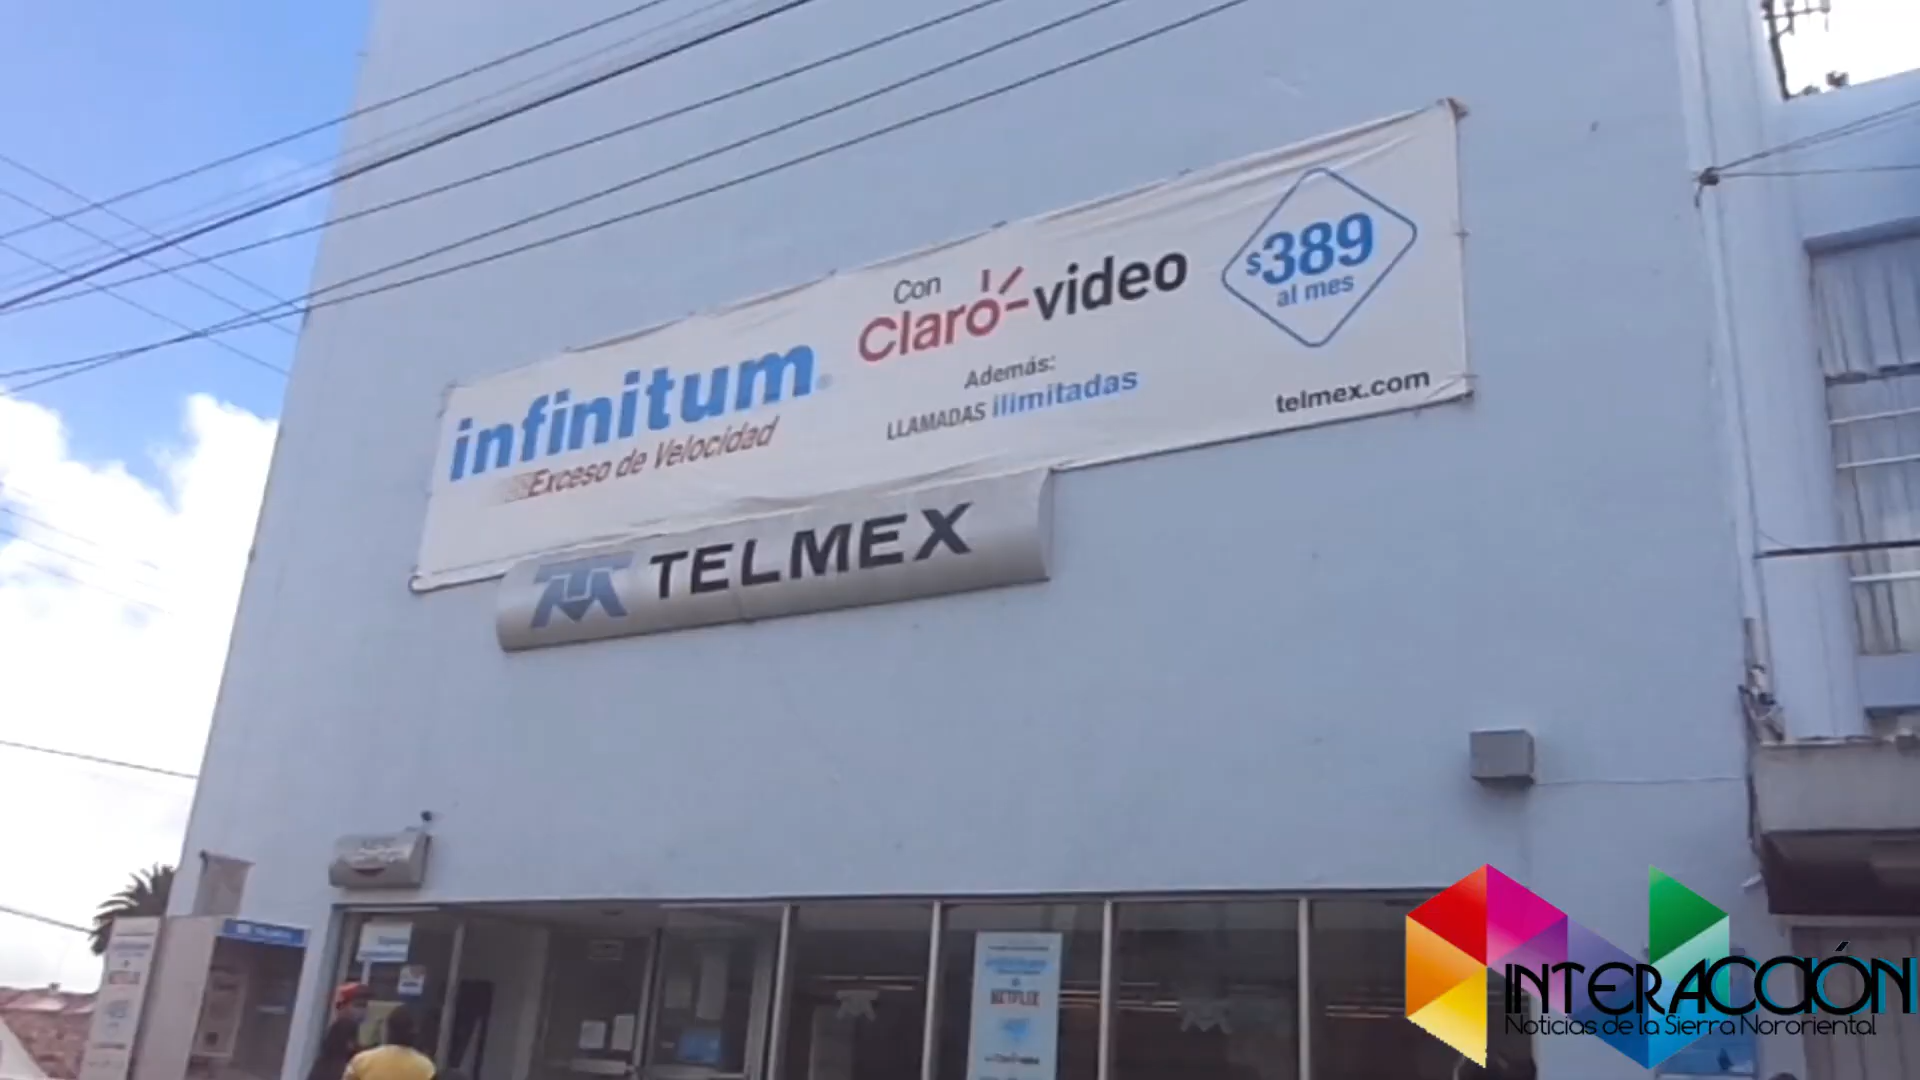 Con
Claro-video
$389
al mes
infinitum
Exceso de Velocidad
Además:
LLAMADAS ilimitadas
telmex.com
TELMEX
NETFLIX
INTERACCIÓN
Noticias de la Sierra Nororiental